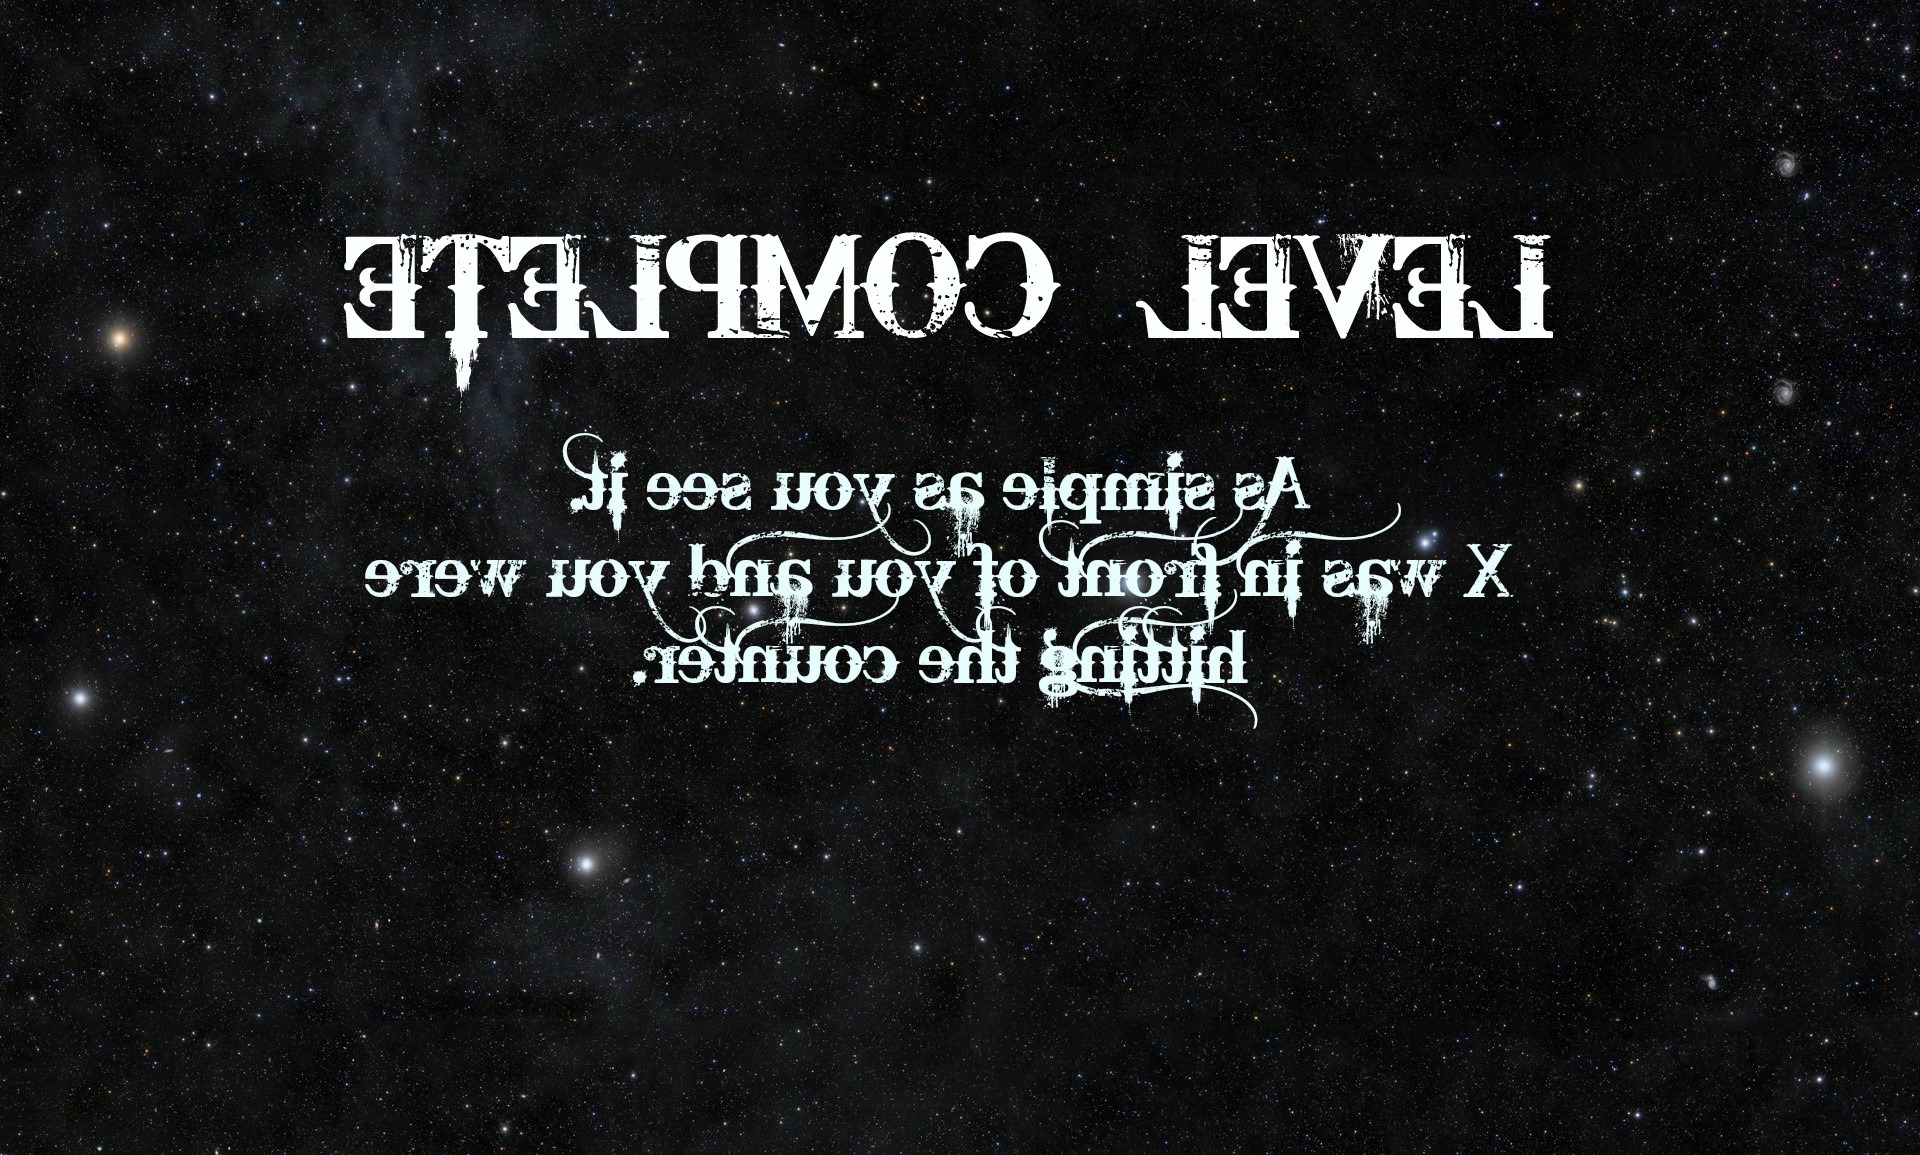 LEVEL COMPLETE
As simple as you see it
X was in front of you and you were
hitting the counter.